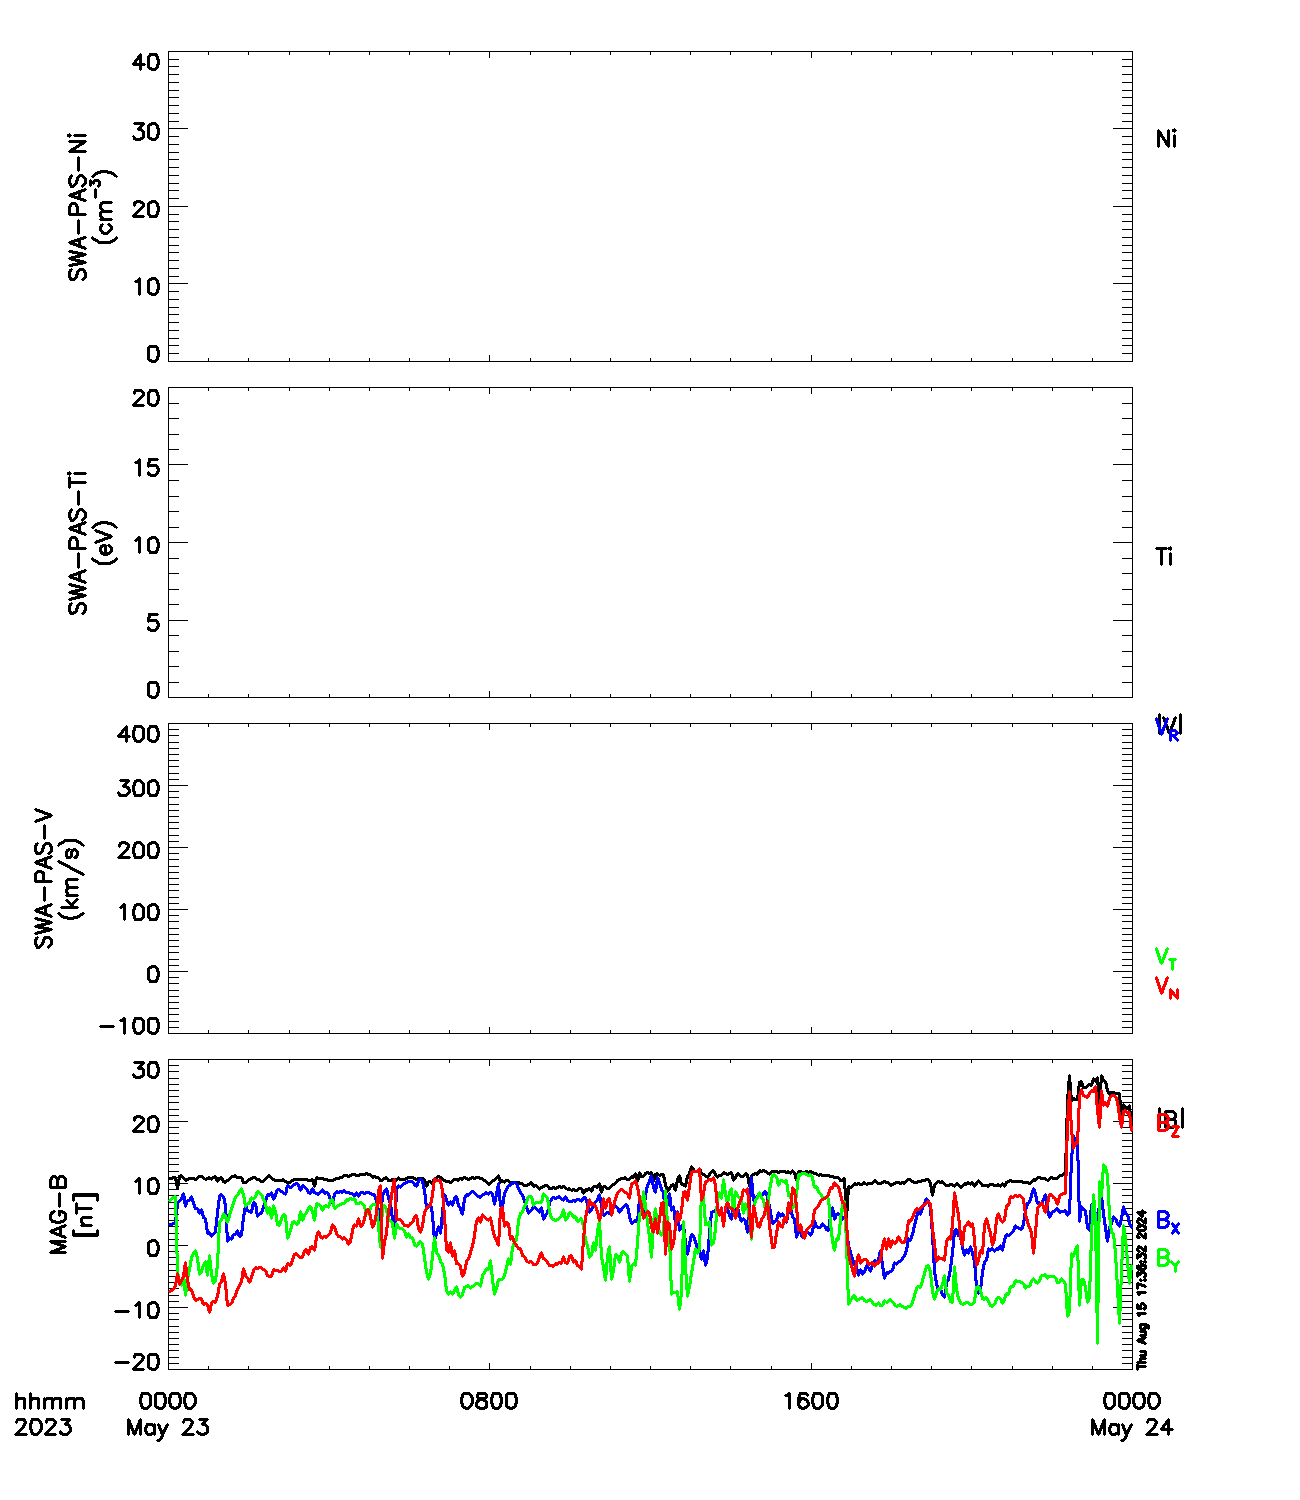 SWA-PAS-Ni
(cm-3)
40
30
20
10
0
Ni
SWA-PAS-Ti
(eV)
20
15
10
5
0
Ti
SWA-PAS-V
(km/s)
400
300
200
100
0
-100
|V|
VR
VT
VN
MAG-B
[nT]
30
20
10
0
-10
-20
|B|
BZ
BX
BY
Thu Aug 15 17:36:32 2024
hhmm 0000 0800 1600 0000
2023 May 23 May 24